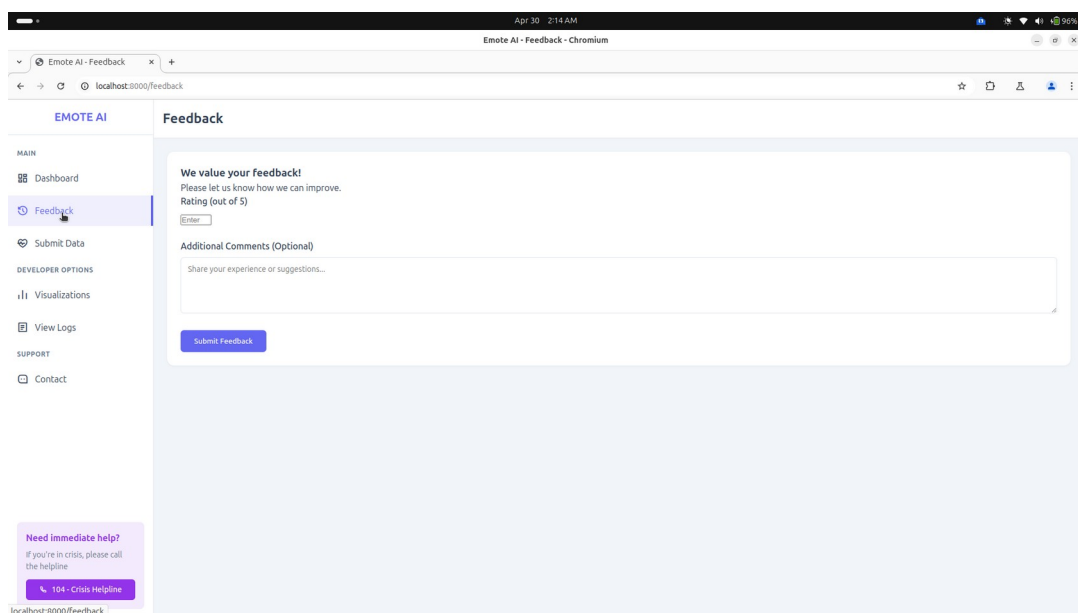 Apr 30 2:14 AM
96%
Emote AI - Feedback - Chromium
Emote AI - Feedback
localhost:8000/feedback
EMOTE AI
Feedback
MAIN
Dashboard
Feedback
Submit Data
DEVELOPER OPTIONS
Visualizations
View Logs
SUPPORT
Contact
We value your feedback!
Please let us know how we can improve.
Rating (out of 5)
Enter
Additional Comments (Optional)
Share your experience or suggestions...
Submit Feedback
Need immediate help?
If you're in crisis, please call
the helpline
104 - Crisis Helpline
localhost:8000/feedback